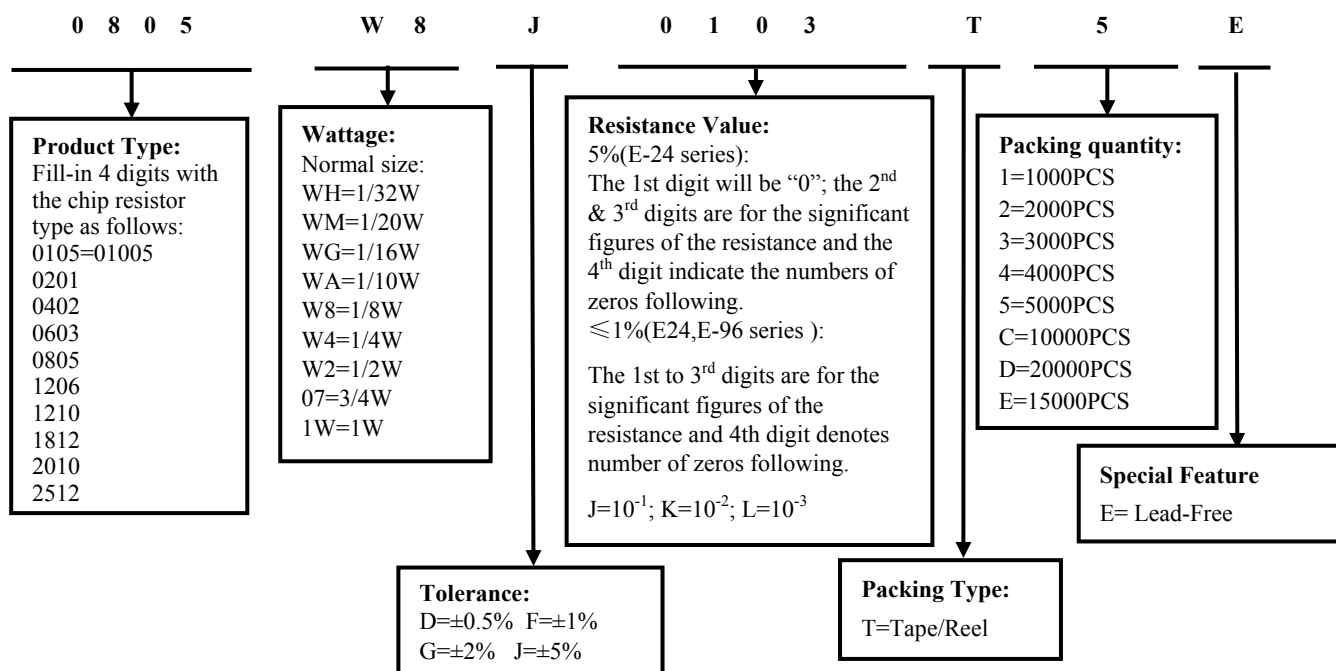 0 8 0 5 W 8 J 0 1 0 3 T 5 E
Product Type:
Fill-in 4 digits with
the chip resistor
type as follows:
0105=01005
0201
0402
0603
0805
1206
1210
1812
2010
2512
Wattage:
Normal size:
WH=1/32W
WM=1/20W
WG=1/16W
WA=1/10W
W8=1/8W
W4=1/4W
W2=1/2W
07=3/4W
1W=1W
Tolerance:
D=±0.5% F=±1%
G=±2% J=±5%
Resistance Value:
5%(E-24 series):
The 1st digit will be “0”; the 2nd
& 3rd digits are for the significant
figures of the resistance and the
4th digit indicate the numbers of
zeros following.
≤1%(E24,E-96 series ):
The 1st to 3rd digits are for the
significant figures of the
resistance and 4th digit denotes
number of zeros following.
J=10-1; K=10-2; L=10-3
Packing Type:
T=Tape/Reel
Packing quantity:
1=1000PCS
2=2000PCS
3=3000PCS
4=4000PCS
5=5000PCS
C=10000PCS
D=20000PCS
E=15000PCS
Special Feature
E= Lead-Free